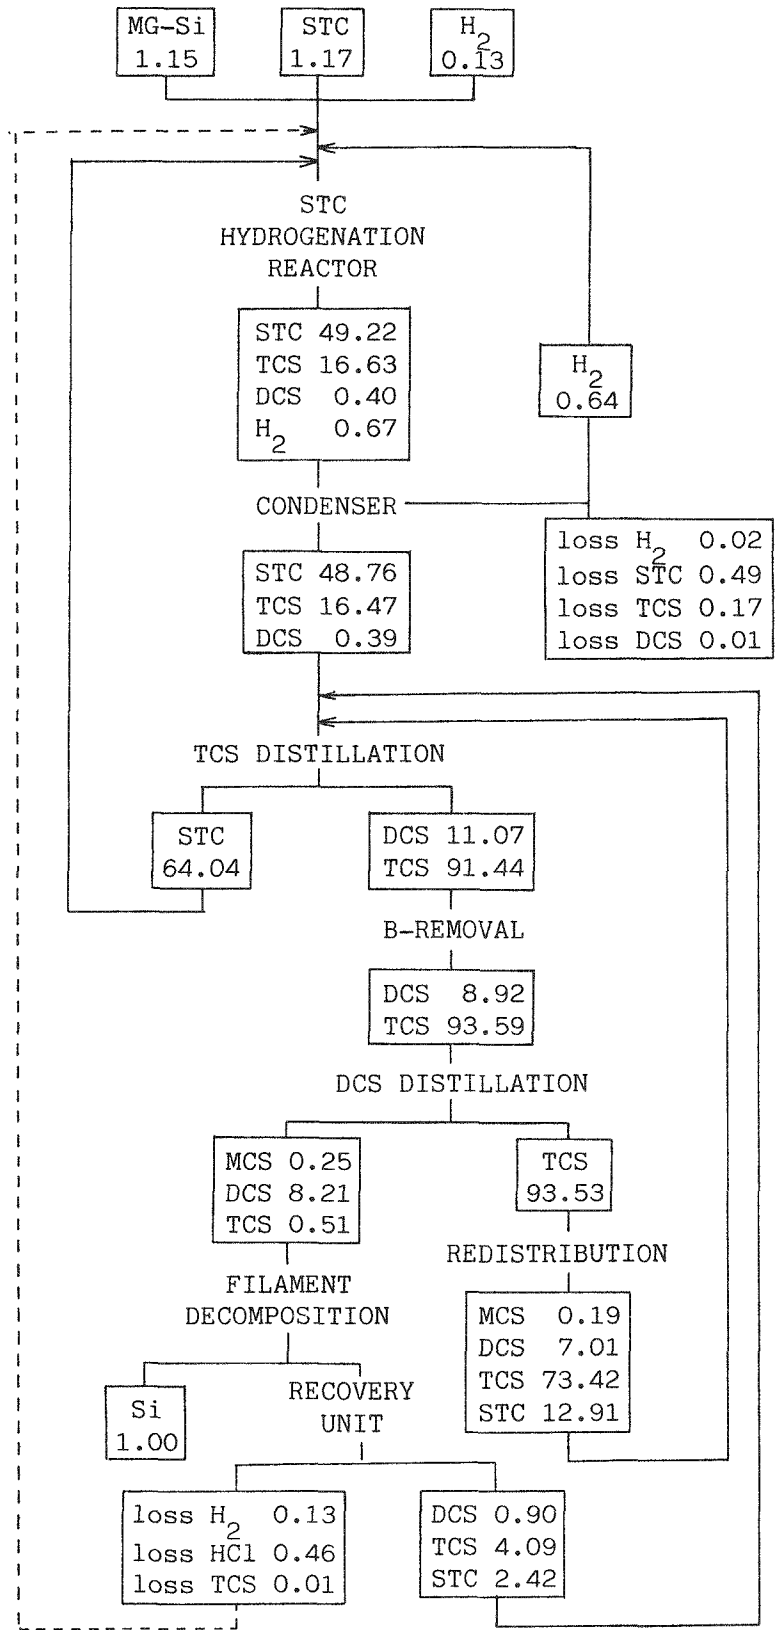 MG-Si
1.15
STC
1.17
H2
0.13
STC
HYDROGENATION
REACTOR
STC 49.22
TCS 16.63
DCS 0.40
H2 0.67
H2
0.64
CONDENSER
STC 48.76
TCS 16.47
DCS 0.39
loss H2 0.02
loss STC 0.49
loss TCS 0.17
loss DCS 0.01
TCS DISTILLATION
STC
64.04
DCS 11.07
TCS 91.44
B-REMOVAL
DCS 8.92
TCS 93.59
DCS DISTILLATION
MCS 0.25
DCS 8.21
TCS 0.51
TCS
93.53
FILAMENT
DECOMPOSITION
REDISTRIBUTION
MCS 0.19
DCS 7.01
TCS 73.42
STC 12.91
Si
1.00
RECOVERY
UNIT
loss H2 0.13
loss HCl 0.46
loss TCS 0.01
DCS 0.90
TCS 4.09
STC 2.42